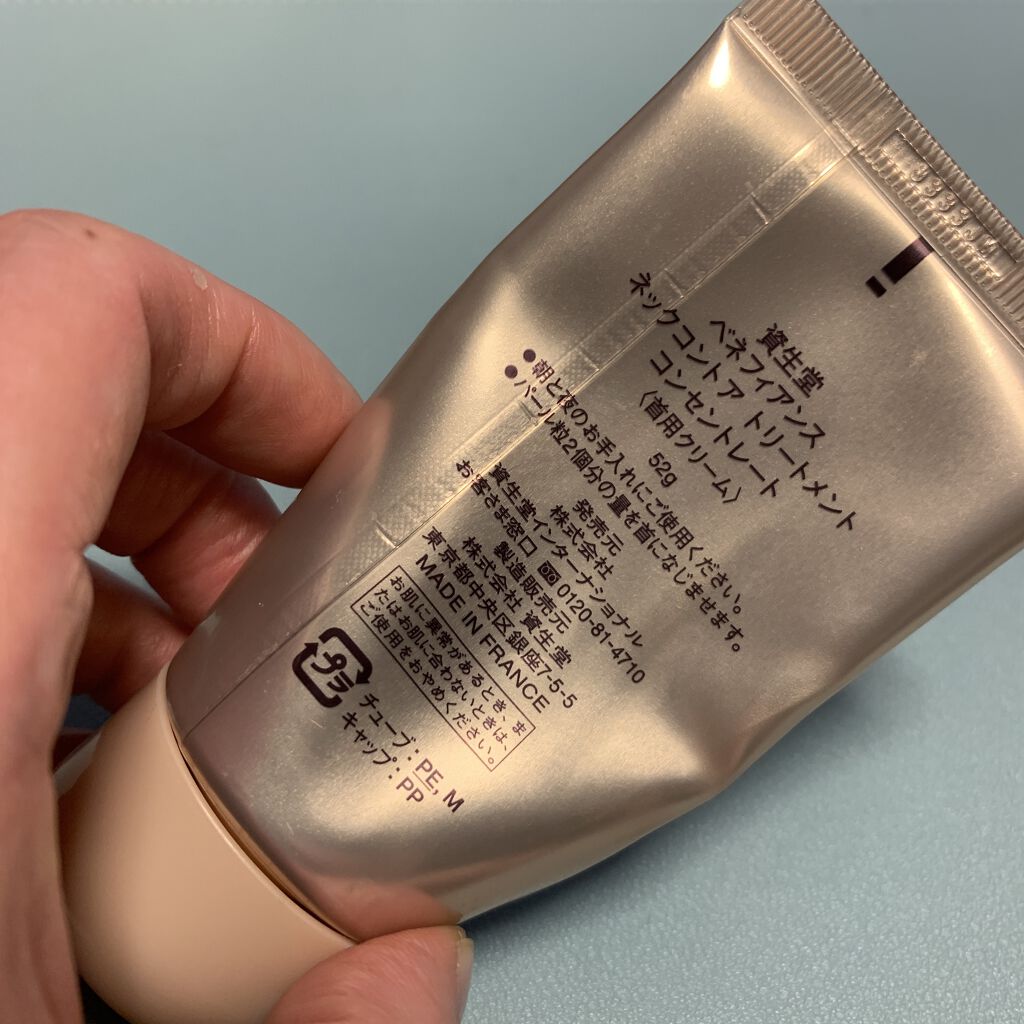 資生堂
ベネフィアンス
ネックコントア トリートメント
コンセントレート
〈首用クリーム〉
52g
●朝と夜のお手入れにご使用ください。
●パール粒2個分の量を首になじませます。
発売元
株式会社
資生堂インターナショナル
お客さま窓口 0120-81-4710
製造販売元
株式会社 資生堂
東京都中央区銀座7-5-5
MADE IN FRANCE
お肌に異常があるとき、ま
たはお肌に合わないときは、
ご使用をおやめください。
プラ
チューブ：PE, M
キャップ：PP